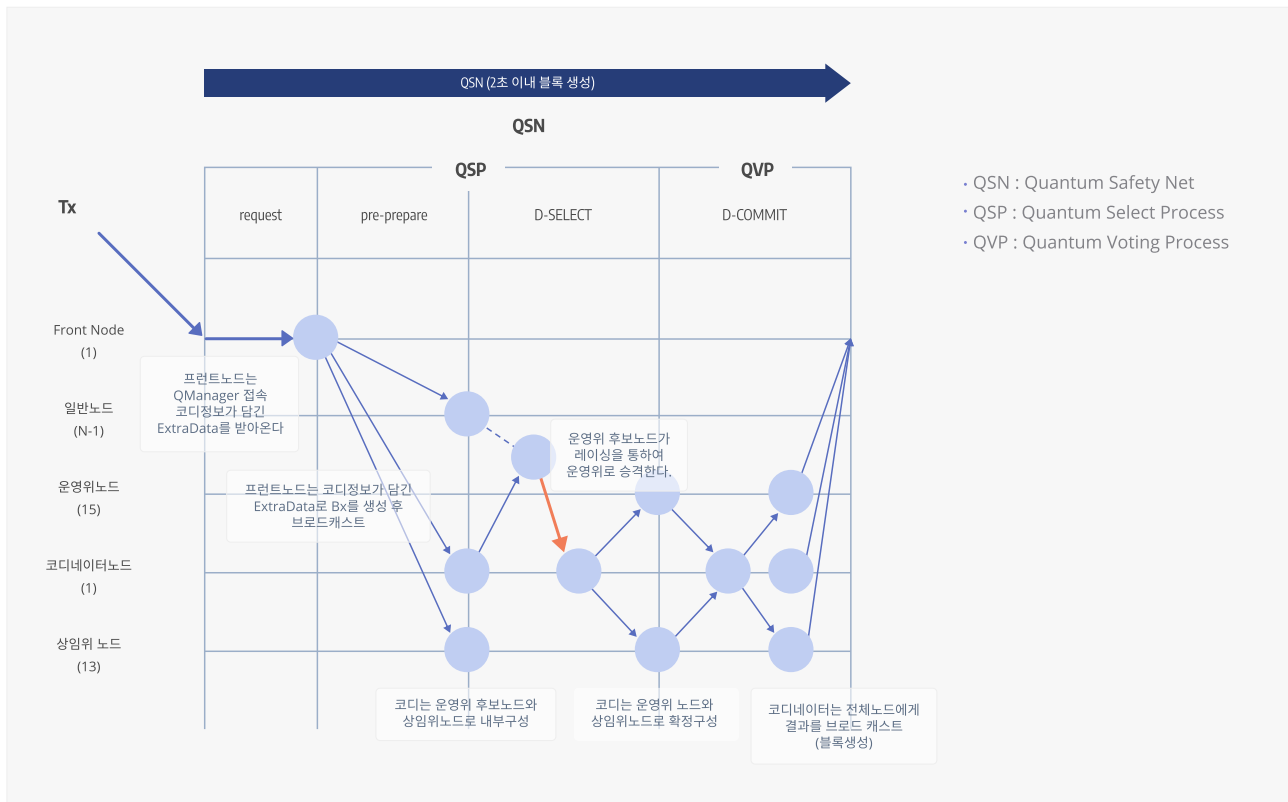 QSN (2초 이내 블록 생성)
QSN
QSP
QVP
Tx
request
pre-prepare
D-SELECT
D-COMMIT
· QSN : Quantum Safety Net
· QSP : Quantum Select Process
· QVP : Quantum Voting Process
Front Node
(1)
프런트노드는
QManager 접속
코디정보가 담긴
ExtraData를 받아온다
일반노드
(N-1)
운영위 후보노드가
레이싱을 통하여
운영위로 승격한다.
운영위노드
(15)
프런트노드는 코디정보가 담긴
ExtraData로 Bx를 생성 후
브로드캐스트
코디네이터노드
(1)
상임위 노드
(13)
코디는 운영위 후보노드와
상임위노드로 내부구성
코디는 운영위 노드와
상임위노드로 확정구성
코디네이터는 전체노드에게
결과를 브로드 캐스트
(블록생성)